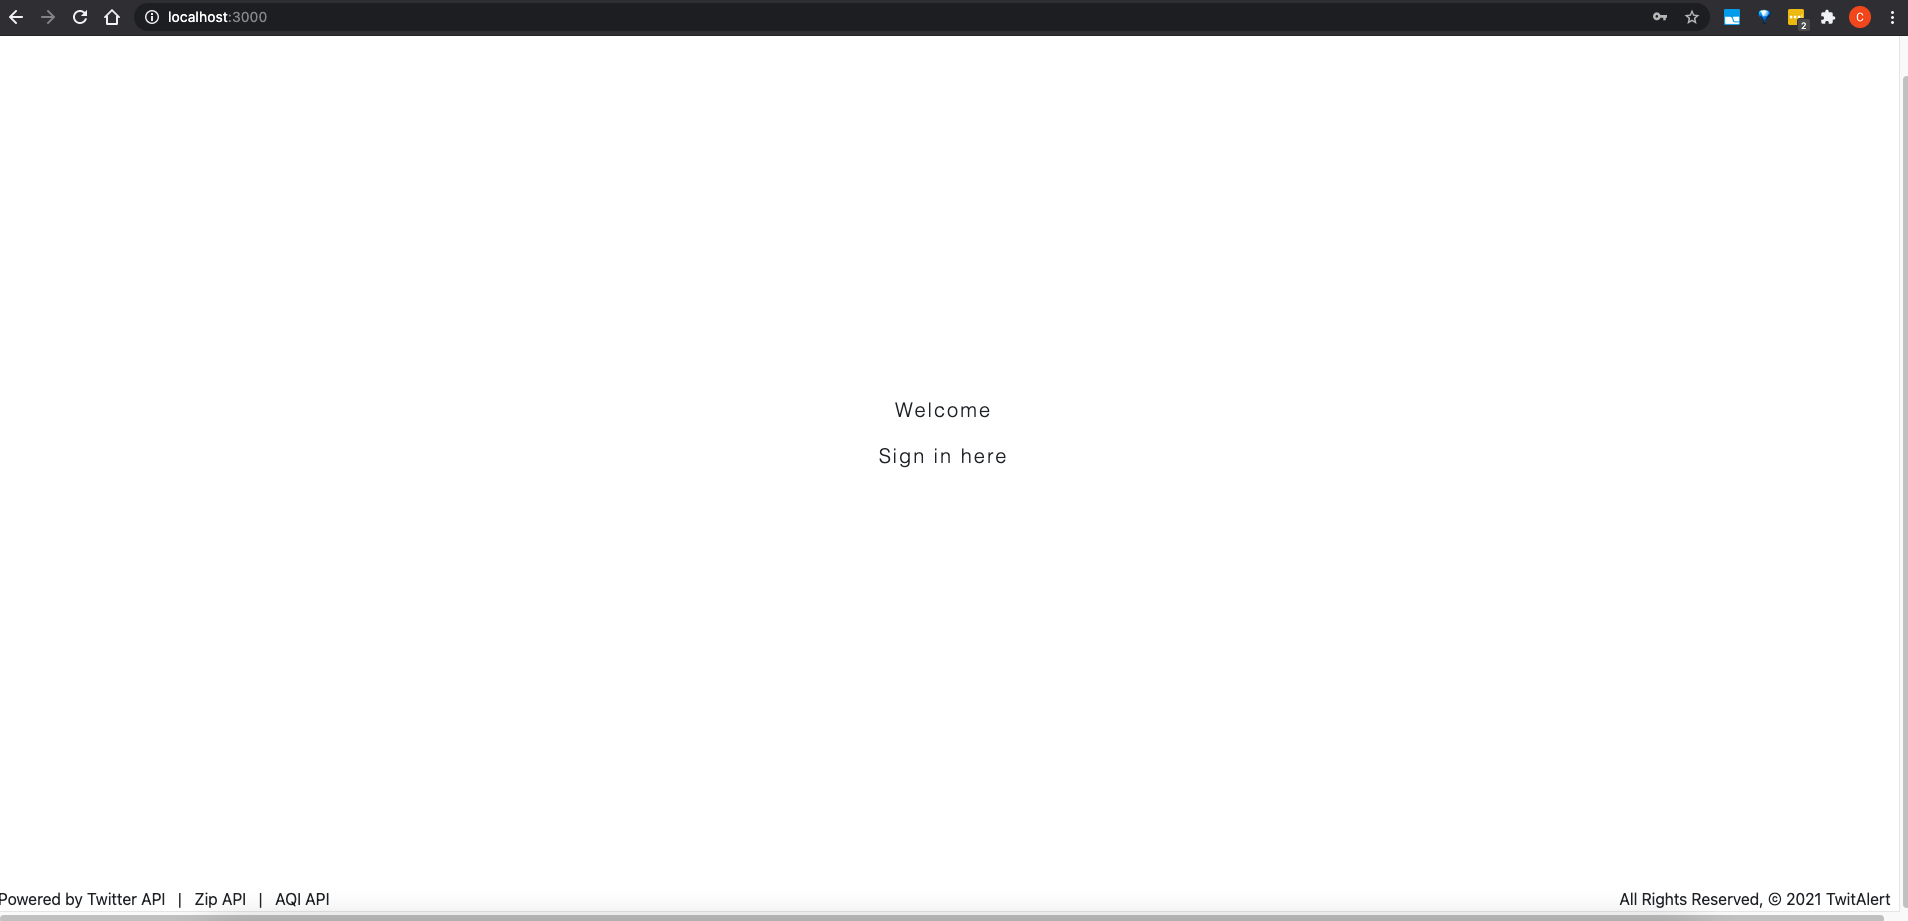 localhost:3000
2
C
Welcome
Sign in here
Powered by Twitter API | Zip API | AQI API
All Rights Reserved, © 2021 TwitAlert